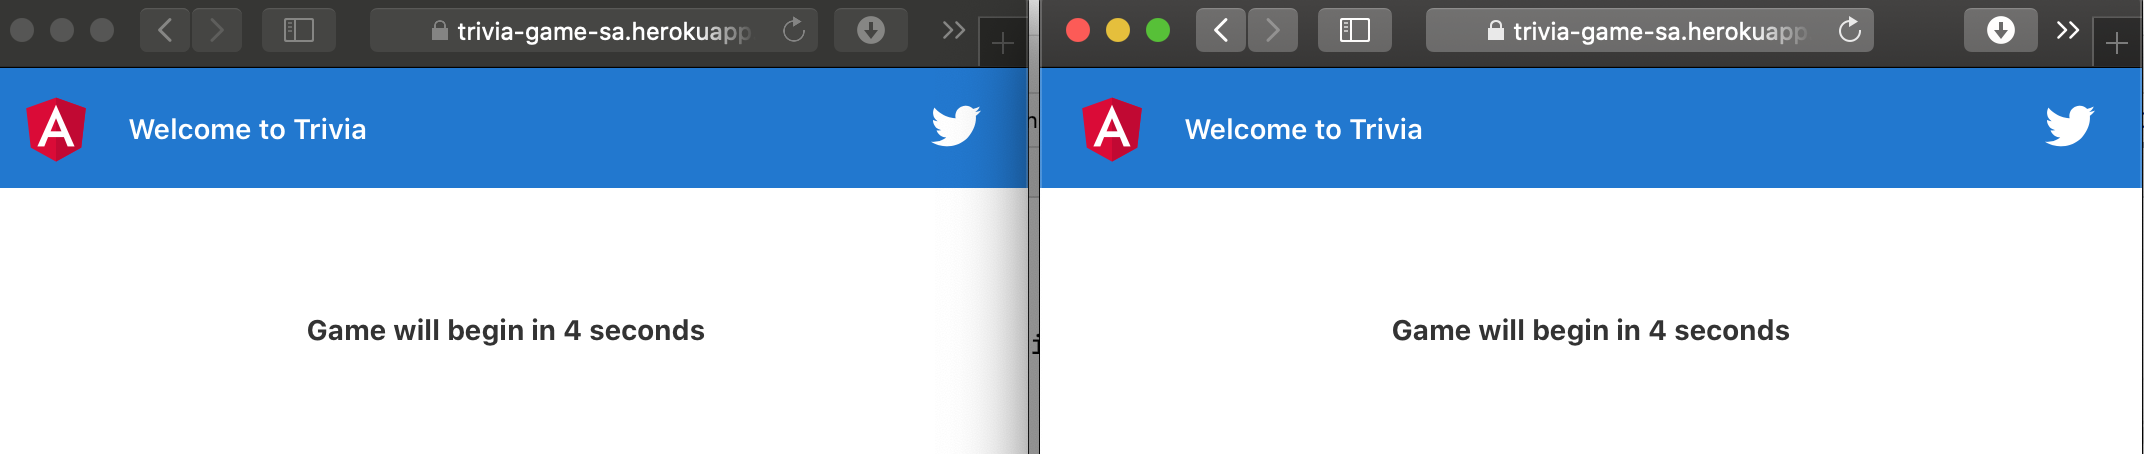 trivia-game-sa.herokuapp
Welcome to Trivia
Game will begin in 4 seconds
trivia-game-sa.herokuapp
Welcome to Trivia
Game will begin in 4 seconds